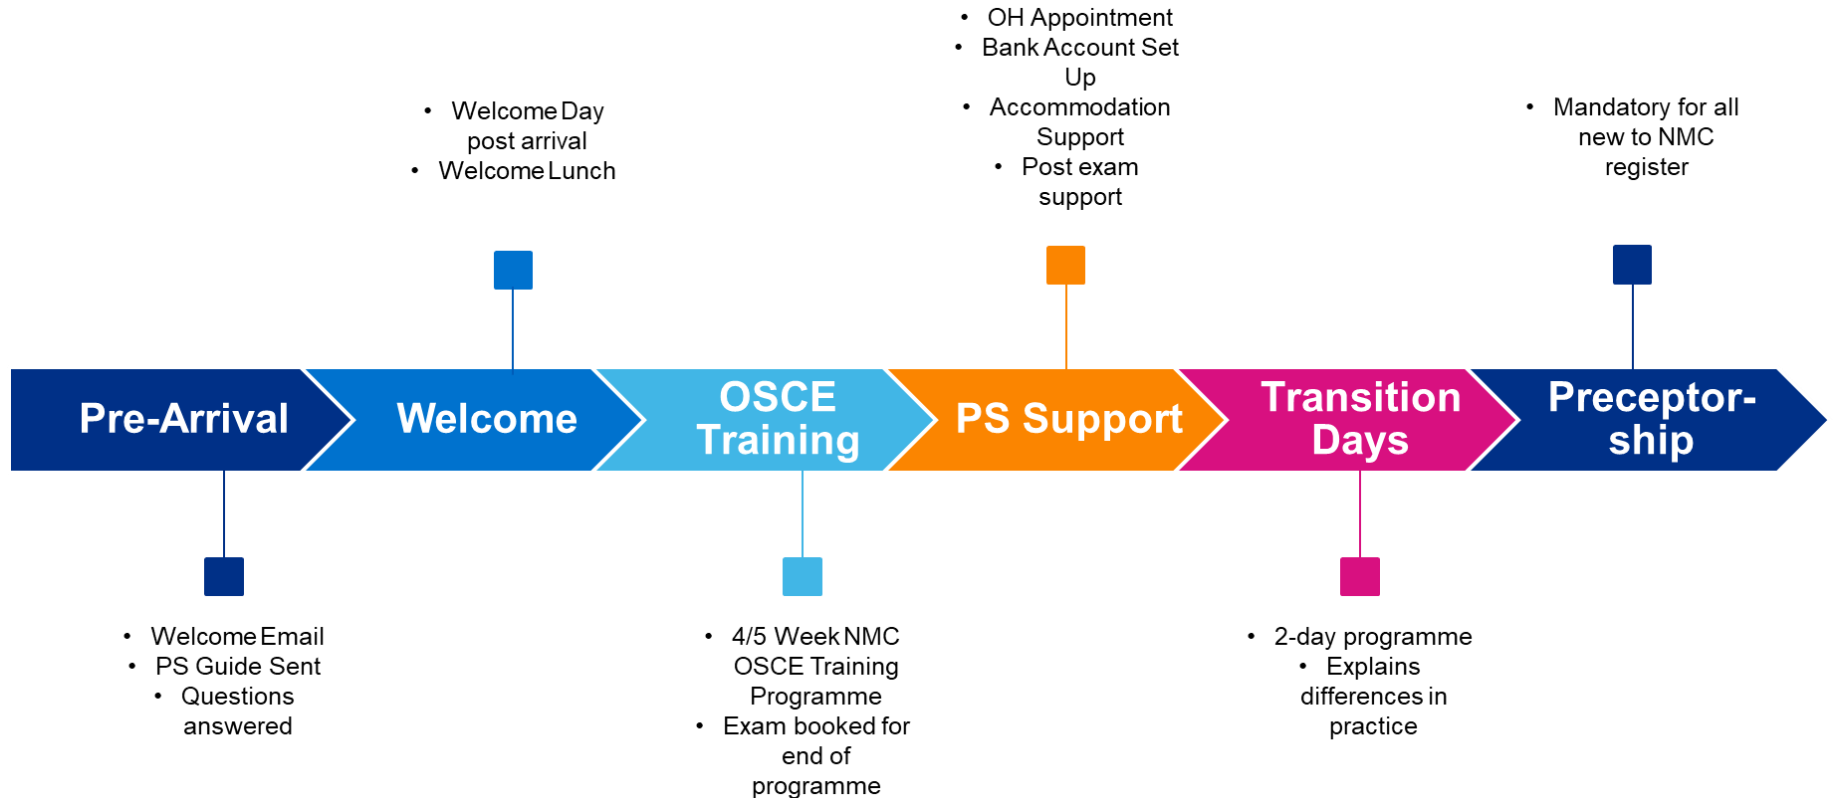 • OH Appointment
• Bank Account Set
Up
• Accommodation
Support
• Post exam
support
• Welcome Day
post arrival
• Welcome Lunch
• Mandatory for all
new to NMC
register
Pre-Arrival
Welcome
OSCE
Training
PS Support
Transition
Days
Preceptor-
ship
• Welcome Email
• PS Guide Sent
• Questions
answered
• 4/5 Week NMC
OSCE Training
Programme
• Exam booked for
end of
programme
• 2-day programme
• Explains
differences in
practice